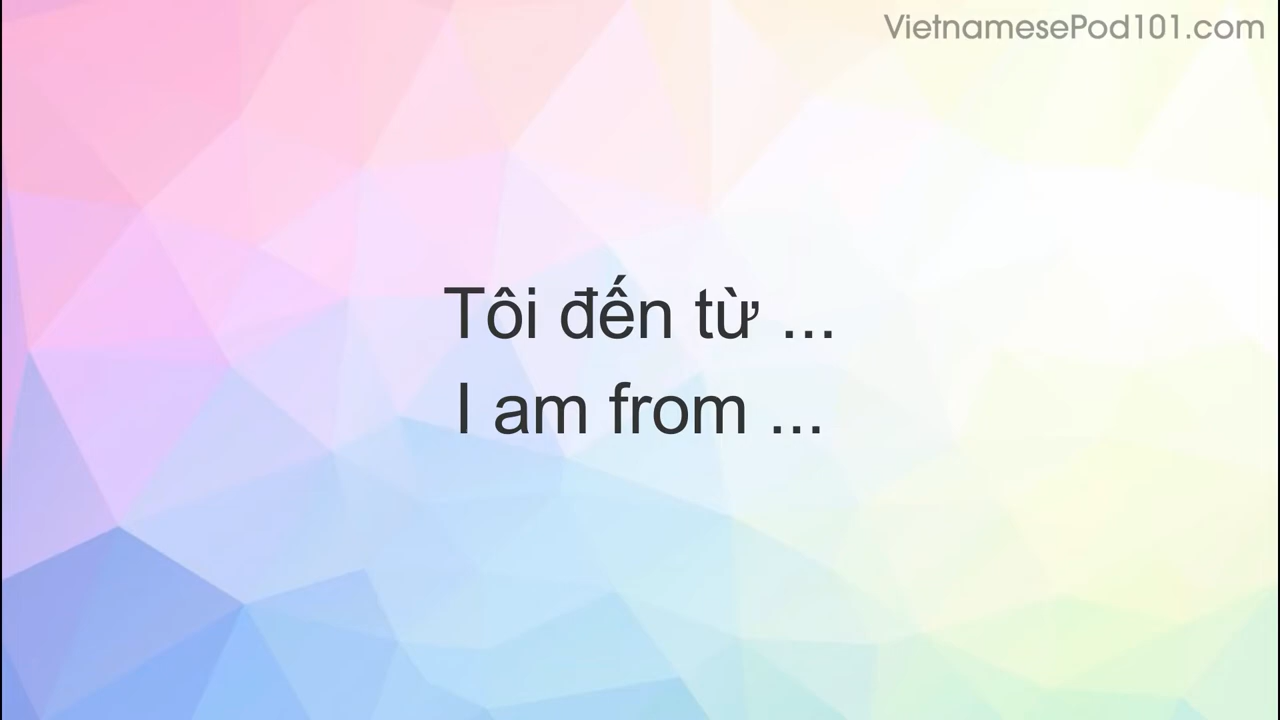 VietnamesePod101.com
Tôi đến từ ...
I am from ...